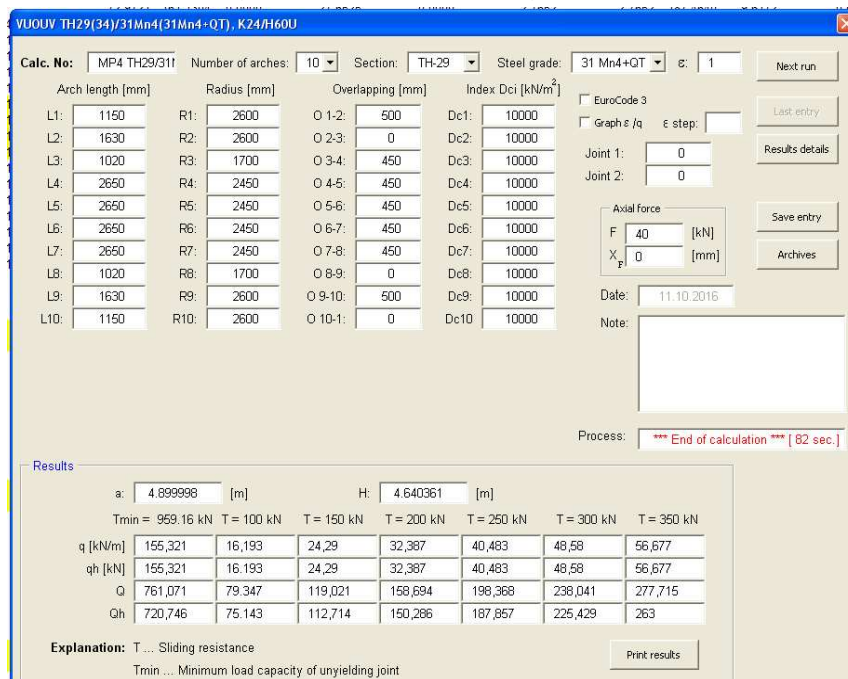 VUOUV TH29(34)/31Mn4(31Mn4+QT), K24/H60U
Calc. No: MP4 TH29/31 Number of arches: 10 Section: TH-29 Steel grade: 31 Mn4+QT ε: 1 Next run
Arch length [mm] Radius [mm] Overlapping [mm] Index Dci [kN/m²]
EuroCode 3
Graph ε /q ε step: Last entry
L1: 1150 R1: 2600 O 1-2: 500 Dc1: 10000
L2: 1630 R2: 2600 O 2-3: 0 Dc2: 10000
L3: 1020 R3: 1700 O 3-4: 450 Dc3: 10000
L4: 2650 R4: 2450 O 4-5: 450 Dc4: 10000
L5: 2650 R5: 2450 O 5-6: 450 Dc5: 10000
L6: 2650 R6: 2450 O 6-7: 450 Dc6: 10000
L7: 2650 R7: 2450 O 7-8: 450 Dc7: 10000
L8: 1020 R8: 1700 O 8-9: 0 Dc8: 10000
L9: 1630 R9: 2600 O 9-10: 500 Dc9: 10000
L10: 1150 R10: 2600 O 10-1: 0 Dc10 10000
Joint 1: 0 Results details
Joint 2: 0
Axial force
F 40 [kN] Save entry
X_F 0 [mm] Archives
Date: 11.10.2016
Note:
Process: *** End of calculation *** [ 82 sec.]
Results
a: 4.899998 [m] H: 4.640361 [m]
Tmin = 959.16 kN T = 100 kN T = 150 kN T = 200 kN T = 250 kN T = 300 kN T = 350 kN
q [kN/m] 155,321 16,193 24,29 32,387 40,483 48,58 56,677
qh [kN] 155,321 16.193 24,29 32,387 40,483 48,58 56,677
Q 761,071 79.347 119,021 158,694 198,368 238,041 277,715
Qh 720,746 75.143 112,714 150,286 187,857 225,429 263
Explanation: T ... Sliding resistance Print results
Tmin ... Minimum load capacity of unyielding joint